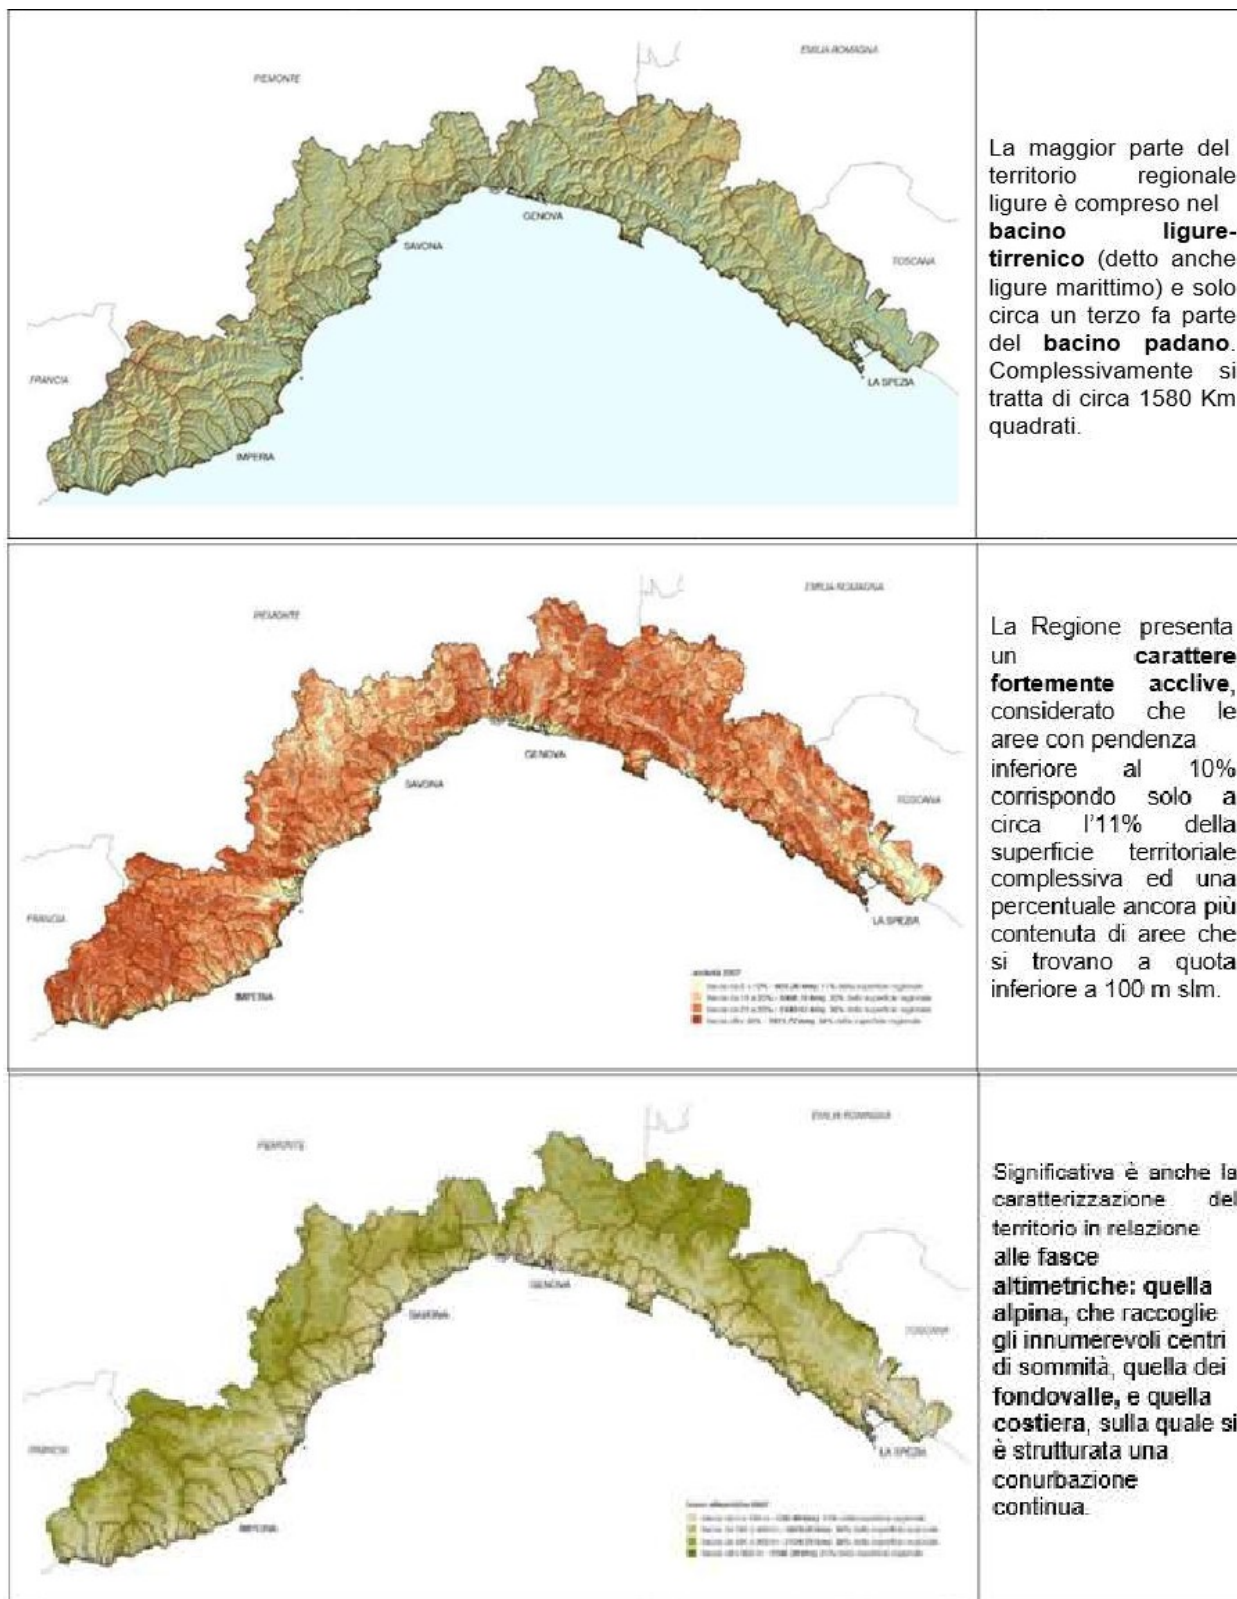 PIEMONTE
EMILIA-ROMAGNA
GENOVA
SAVONA
TOSCANA
FRANCIA
LA SPEZIA
IMPERIA
La maggior parte del
territorio regionale
ligure è compreso nel
bacino ligure-
tirrenico (detto anche
ligure marittimo) e solo
circa un terzo fa parte
del bacino padano.
Complessivamente si
tratta di circa 1580 Km
quadrati.
PIEMONTE
EMILIA-ROMAGNA
GENOVA
SAVONA
TOSCANA
FRANCIA
LA SPEZIA
IMPERIA
La Regione presenta
un carattere
fortemente acclive,
considerato che le
aree con pendenza
inferiore al 10%
corrispondo solo a
circa l'11% della
superficie territoriale
complessiva ed una
percentuale ancora più
contenuta di aree che
si trovano a quota
inferiore a 100 m slm.
PIEMONTE
EMILIA-ROMAGNA
GENOVA
SAVONA
TOSCANA
FRANCIA
LA SPEZIA
IMPERIA
Significativa è anche la
caratterizzazione del
territorio in relazione
alle fasce
altimetriche: quella
alpina, che raccoglie
gli innumerevoli centri
di sommità, quella dei
fondovalle, e quella
costiera, sulla quale si
è strutturata una
conurbazione
continua.